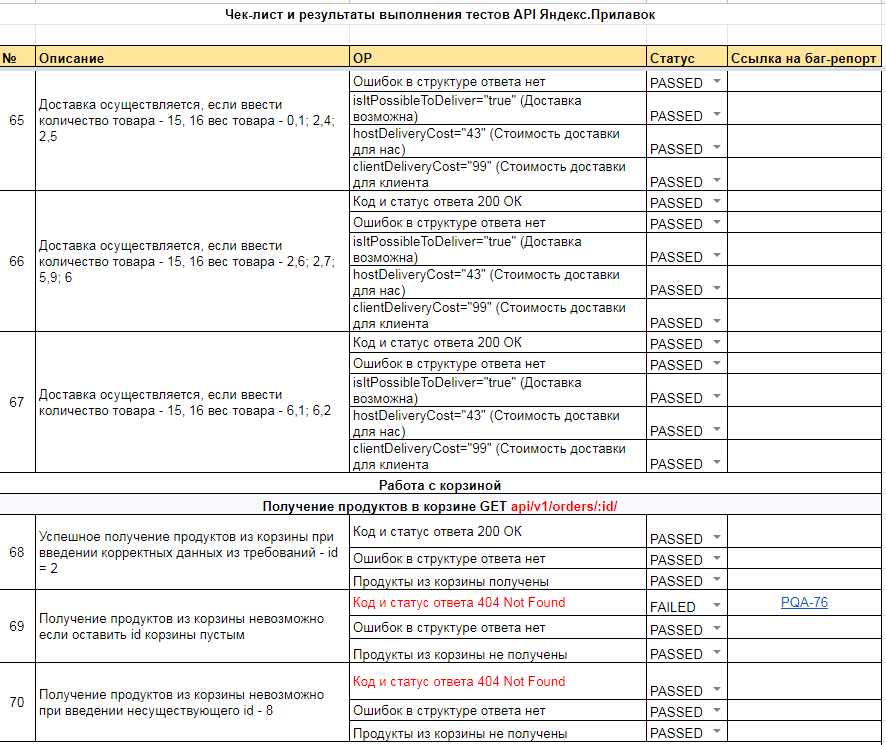 Чек-лист и результаты выполнения тестов API Яндекс.Прилавок
№ Описание ОР Статус Ссылка на баг-репорт
65
Доставка осуществляется, если ввести
количество товара - 15, 16 вес товара - 0,1; 2,4;
2,5
Ошибок в структуре ответа нет
PASSED
isItPossibleToDeliver="true" (Доставка
возможна)
PASSED
hostDeliveryCost="43" (Стоимость доставки
для нас)
PASSED
clientDeliveryCost="99" (Стоимость доставки
для клиента
PASSED
66
Доставка осуществляется, если ввести
количество товара - 15, 16 вес товара - 2,6; 2,7;
5,9; 6
Код и статус ответа 200 ОК
PASSED
Ошибок в структуре ответа нет
PASSED
isItPossibleToDeliver="true" (Доставка
возможна)
PASSED
hostDeliveryCost="43" (Стоимость доставки
для нас)
PASSED
clientDeliveryCost="99" (Стоимость доставки
для клиента
PASSED
67
Доставка осуществляется, если ввести
количество товара - 15, 16 вес товара - 6,1; 6,2
Код и статус ответа 200 ОК
PASSED
Ошибок в структуре ответа нет
PASSED
isItPossibleToDeliver="true" (Доставка
возможна)
PASSED
hostDeliveryCost="43" (Стоимость доставки
для нас)
PASSED
clientDeliveryCost="99" (Стоимость доставки
для клиента
PASSED
Работа с корзиной
Получение продуктов в корзине GET api/v1/orders/:id/
68
Успешное получение продуктов из корзины при
введении корректных данных из требований - id
= 2
Код и статус ответа 200 ОК
PASSED
Ошибок в структуре ответа нет
PASSED
Продукты из корзины получены
PASSED
69
Получение продуктов из корзины невозможно
если оставить id корзины пустым
Код и статус ответа 404 Not Found
FAILED
PQA-76
Ошибок в структуре ответа нет
PASSED
Продукты из корзины не получены
PASSED
70
Получение продуктов из корзины невозможно
при введении несуществующего id - 8
Код и статус ответа 404 Not Found
PASSED
Ошибок в структуре ответа нет
PASSED
Продукты из корзины не получены
PASSED